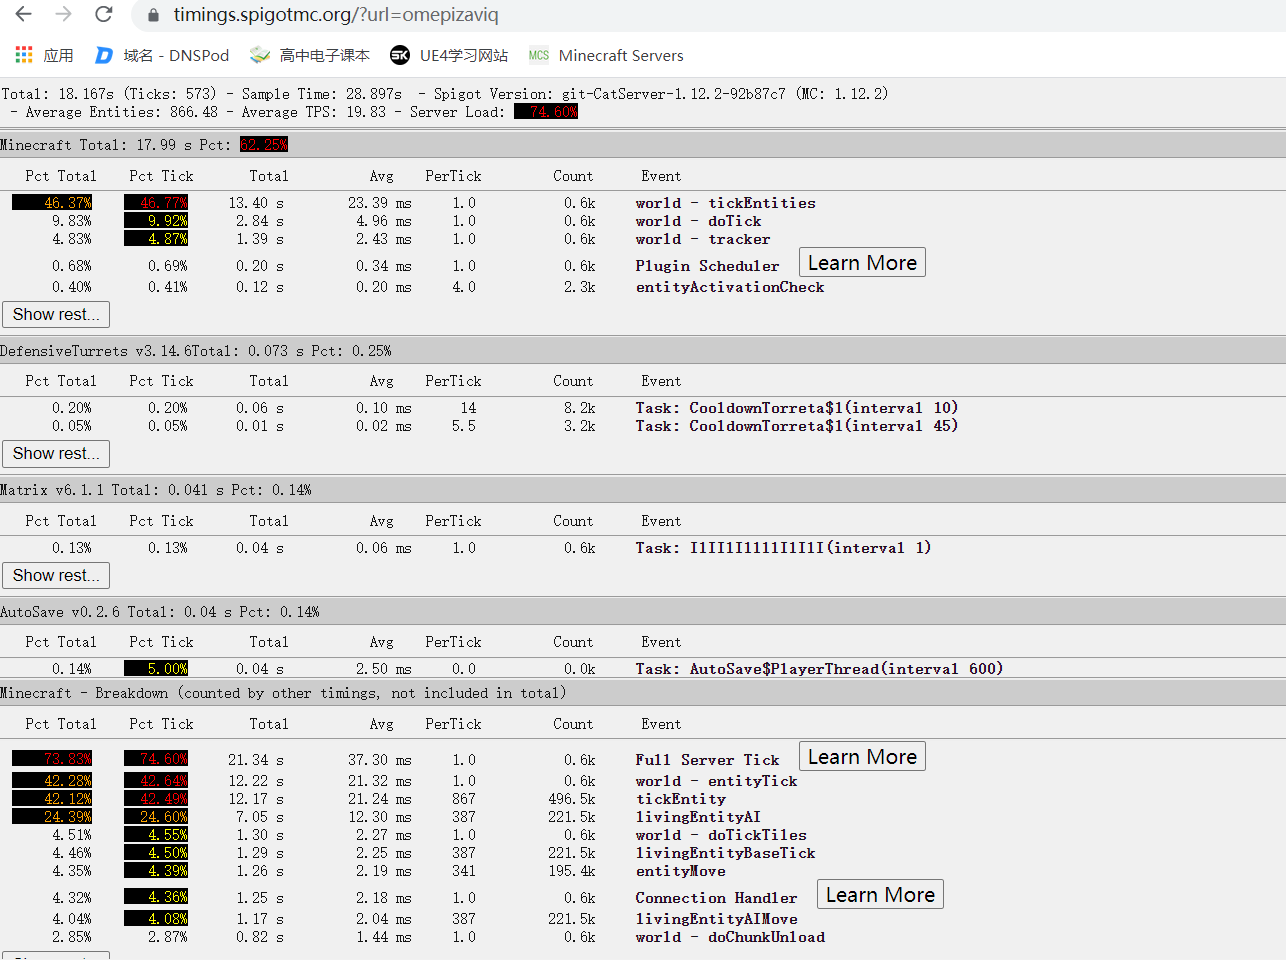 timings.spigotmc.org/?url=omepizaviq
应用 域名 - DNSPod 高中电子课本 SK UE4学习网站 MCS Minecraft Servers
Total: 18.167s (Ticks: 573) - Sample Time: 28.897s - Spigot Version: git-CatServer-1.12.2-92b87c7 (MC: 1.12.2)
- Average Entities: 866.48 - Average TPS: 19.83 - Server Load: 74.60%
Minecraft Total: 17.99 s Pct: 62.25%
Pct Total Pct Tick Total Avg PerTick Count Event
46.37% 46.77% 13.40 s 23.39 ms 1.0 0.6k world - tickEntities
9.83% 9.92% 2.84 s 4.96 ms 1.0 0.6k world - doTick
4.83% 4.87% 1.39 s 2.43 ms 1.0 0.6k world - tracker
0.68% 0.69% 0.20 s 0.34 ms 1.0 0.6k Plugin Scheduler Learn More
0.40% 0.41% 0.12 s 0.20 ms 4.0 2.3k entityActivationCheck
Show rest...
DefensiveTurrets v3.14.6Total: 0.073 s Pct: 0.25%
Pct Total Pct Tick Total Avg PerTick Count Event
0.20% 0.20% 0.06 s 0.10 ms 14 8.2k Task: CooldownTorreta$1(interval 10)
0.05% 0.05% 0.01 s 0.02 ms 5.5 3.2k Task: CooldownTorreta$1(interval 45)
Show rest...
Matrix v6.1.1 Total: 0.041 s Pct: 0.14%
Pct Total Pct Tick Total Avg PerTick Count Event
0.13% 0.13% 0.04 s 0.06 ms 1.0 0.6k Task: I1II1I1111I1I1I(interval 1)
Show rest...
AutoSave v0.2.6 Total: 0.04 s Pct: 0.14%
Pct Total Pct Tick Total Avg PerTick Count Event
0.14% 5.00% 0.04 s 2.50 ms 0.0 0.0k Task: AutoSave$PlayerThread(interval 600)
Minecraft - Breakdown (counted by other timings, not included in total)
Pct Total Pct Tick Total Avg PerTick Count Event
73.83% 74.60% 21.34 s 37.30 ms 1.0 0.6k Full Server Tick Learn More
42.28% 42.64% 12.22 s 21.32 ms 1.0 0.6k world - entityTick
42.12% 42.49% 12.17 s 21.24 ms 867 496.5k tickEntity
24.39% 24.60% 7.05 s 12.30 ms 387 221.5k livingEntityAI
4.51% 4.55% 1.30 s 2.27 ms 1.0 0.6k world - doTickTiles
4.46% 4.50% 1.29 s 2.25 ms 387 221.5k livingEntityBaseTick
4.35% 4.39% 1.26 s 2.19 ms 341 195.4k entityMove
4.32% 4.36% 1.25 s 2.18 ms 1.0 0.6k Connection Handler Learn More
4.04% 4.08% 1.17 s 2.04 ms 387 221.5k livingEntityAIMove
2.85% 2.87% 0.82 s 1.44 ms 1.0 0.6k world - doChunkUnload